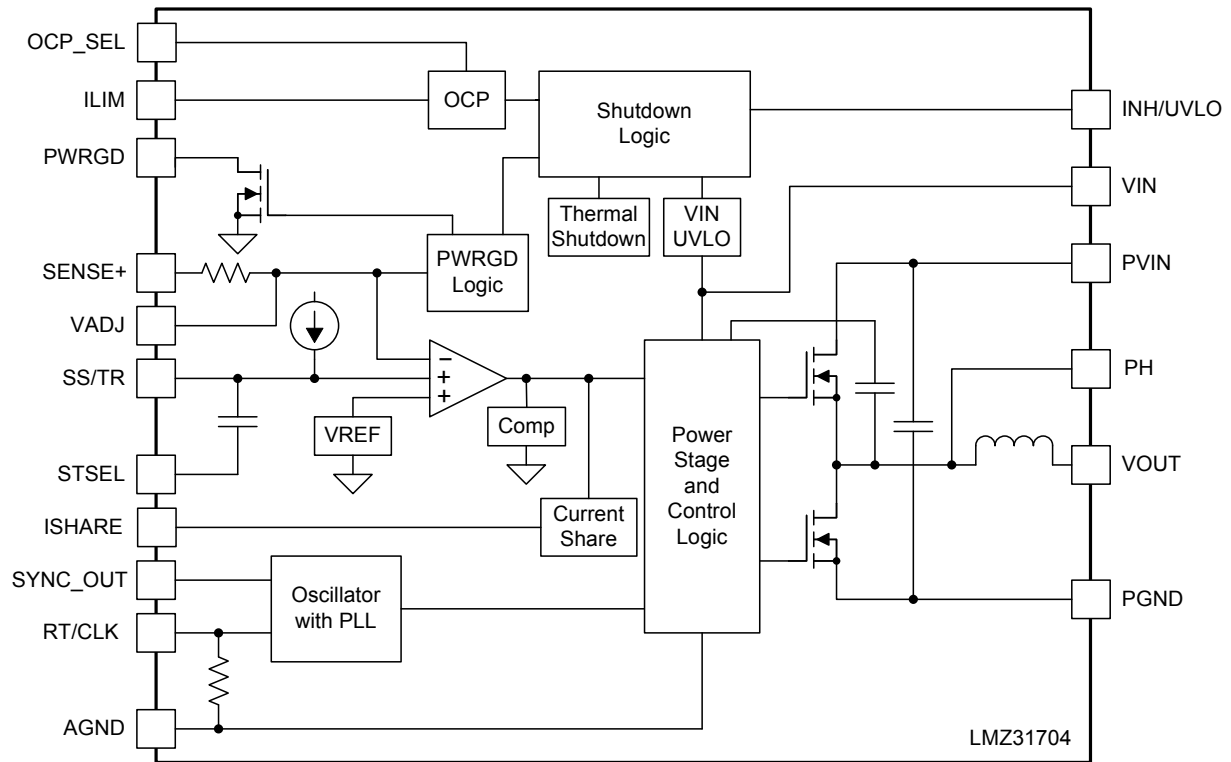 OCP_SEL
ILIM
PWRGD
SENSE+
VADJ
SS/TR
STSEL
ISHARE
SYNC_OUT
RT/CLK
AGND
OCP
Shutdown
Logic
Thermal
Shutdown
VIN
UVLO
PWRGD
Logic
−
+
+
VREF
Comp
Current
Share
Oscillator
with PLL
Power
Stage
and
Control
Logic
INH/UVLO
VIN
PVIN
PH
VOUT
PGND
LMZ31704